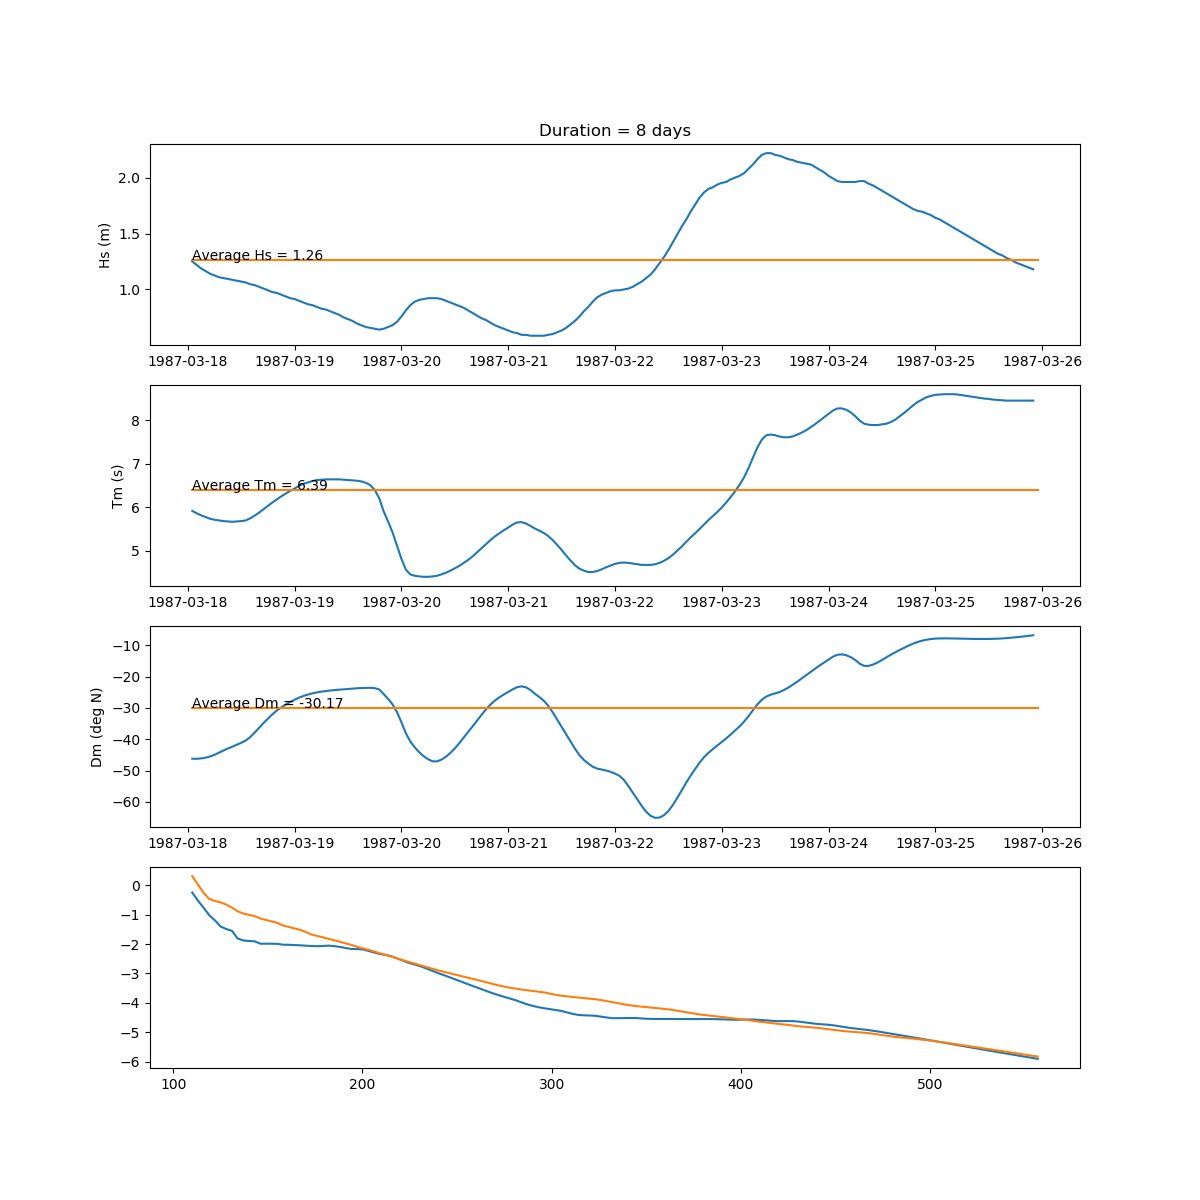 Duration = 8 days
Hs (m)
2.0
1.5
1.0
Average Hs = 1.26
1987-03-18 1987-03-19 1987-03-20 1987-03-21 1987-03-22 1987-03-23 1987-03-24 1987-03-25 1987-03-26
Tm (s)
8
7
6
5
Average Tm = 6.39
1987-03-18 1987-03-19 1987-03-20 1987-03-21 1987-03-22 1987-03-23 1987-03-24 1987-03-25 1987-03-26
Dm (deg N)
−10
−20
−30
−40
−50
−60
Average Dm = -30.17
1987-03-18 1987-03-19 1987-03-20 1987-03-21 1987-03-22 1987-03-23 1987-03-24 1987-03-25 1987-03-26
0
−1
−2
−3
−4
−5
−6
100 200 300 400 500